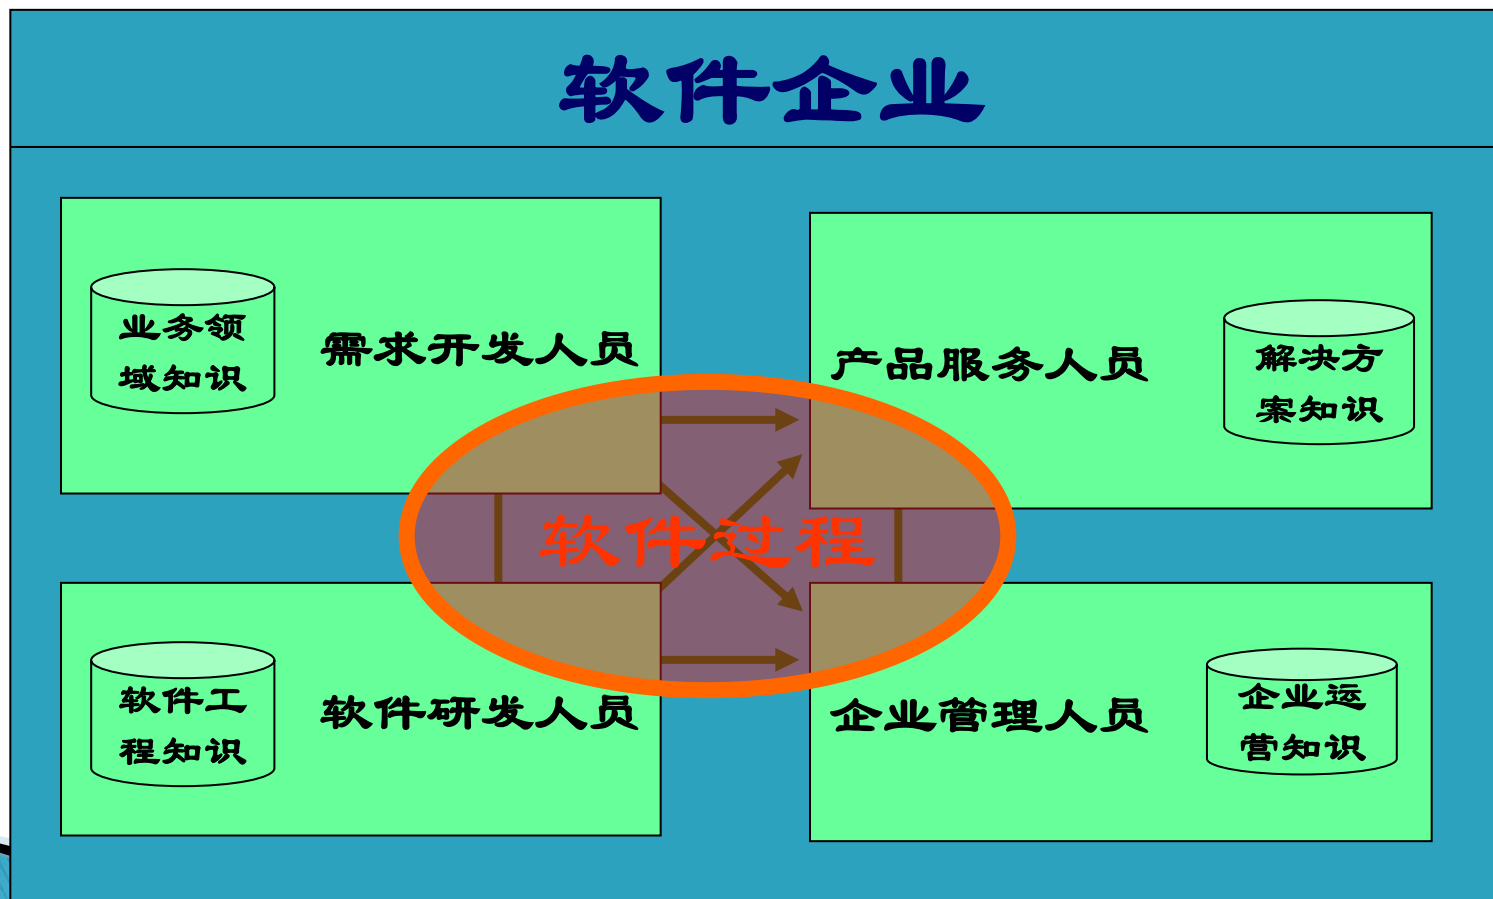 软件企业
业务领
域知识
需求开发人员
产品服务人员
解决方
案知识
软件过程
软件工
程知识
软件研发人员
企业管理人员
企业运
营知识